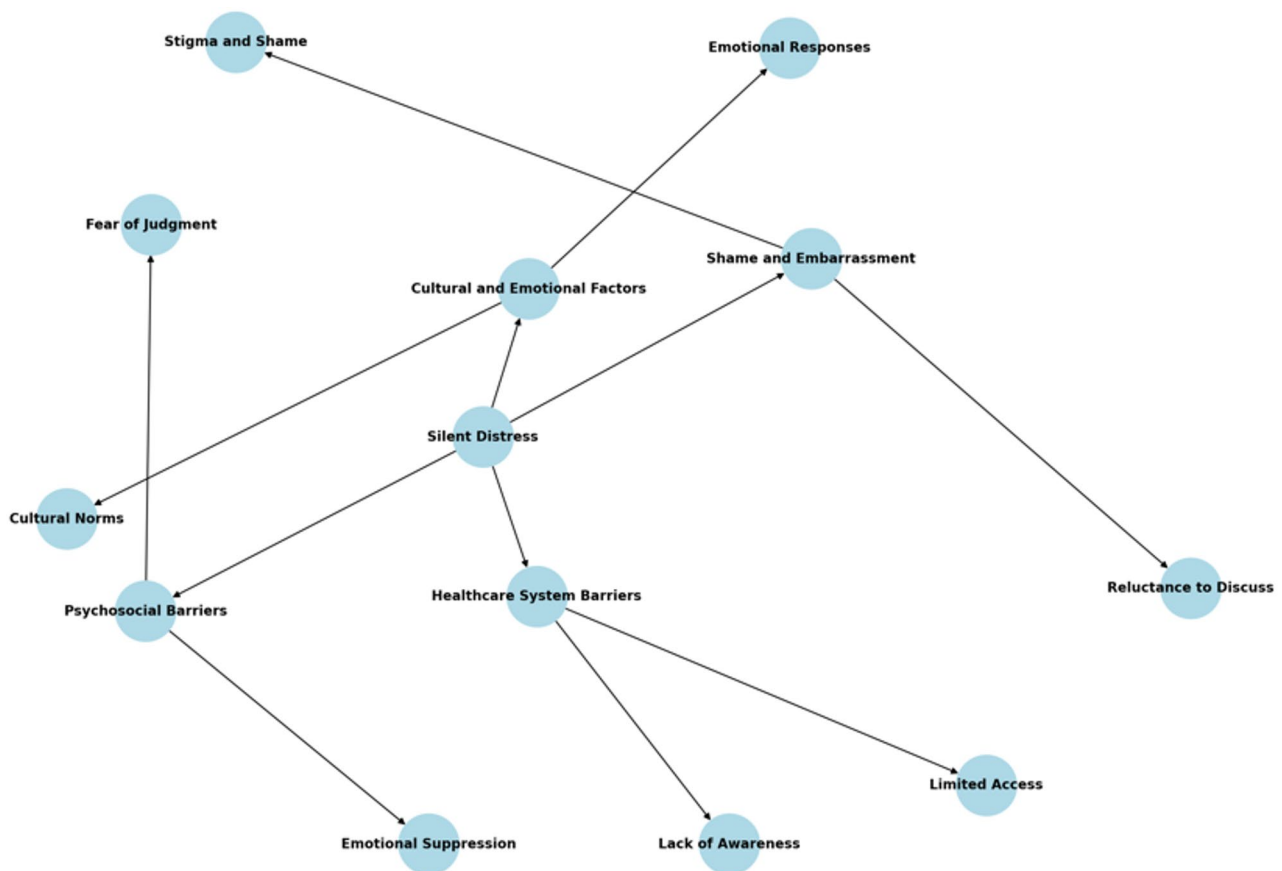 Stigma and Shame
Emotional Responses
Fear of Judgment
Shame and Embarrassment
Cultural and Emotional Factors
Silent Distress
Cultural Norms
Reluctance to Discuss
Healthcare System Barriers
Psychosocial Barriers
Limited Access
Emotional Suppression
Lack of Awareness